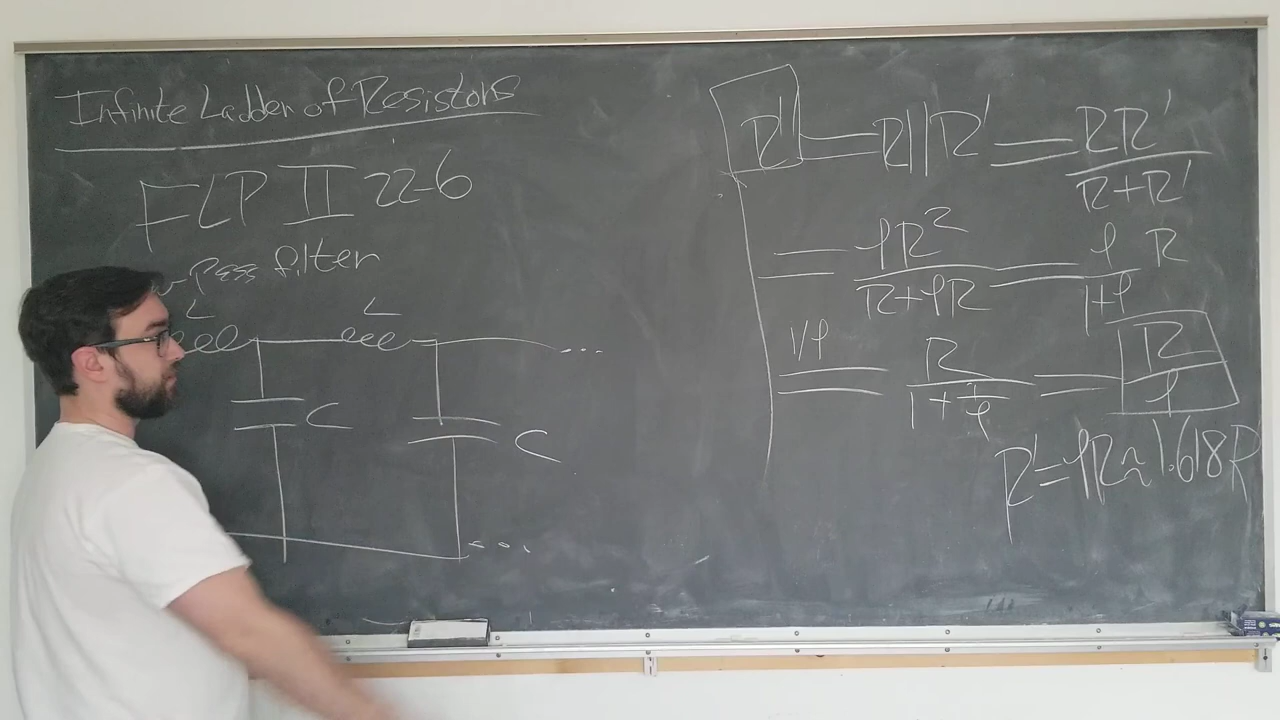 Infinite Ladder of Resistors
FLP II 22-6
Pass filter
L L
...
C
C
...
R'' = R||R' = RR' / R+R'
= φR² / R+φR = φ / 1+φ R
1/φ
= R / 1+1/φ = R / φ
R' = φR ≈ 1.618R